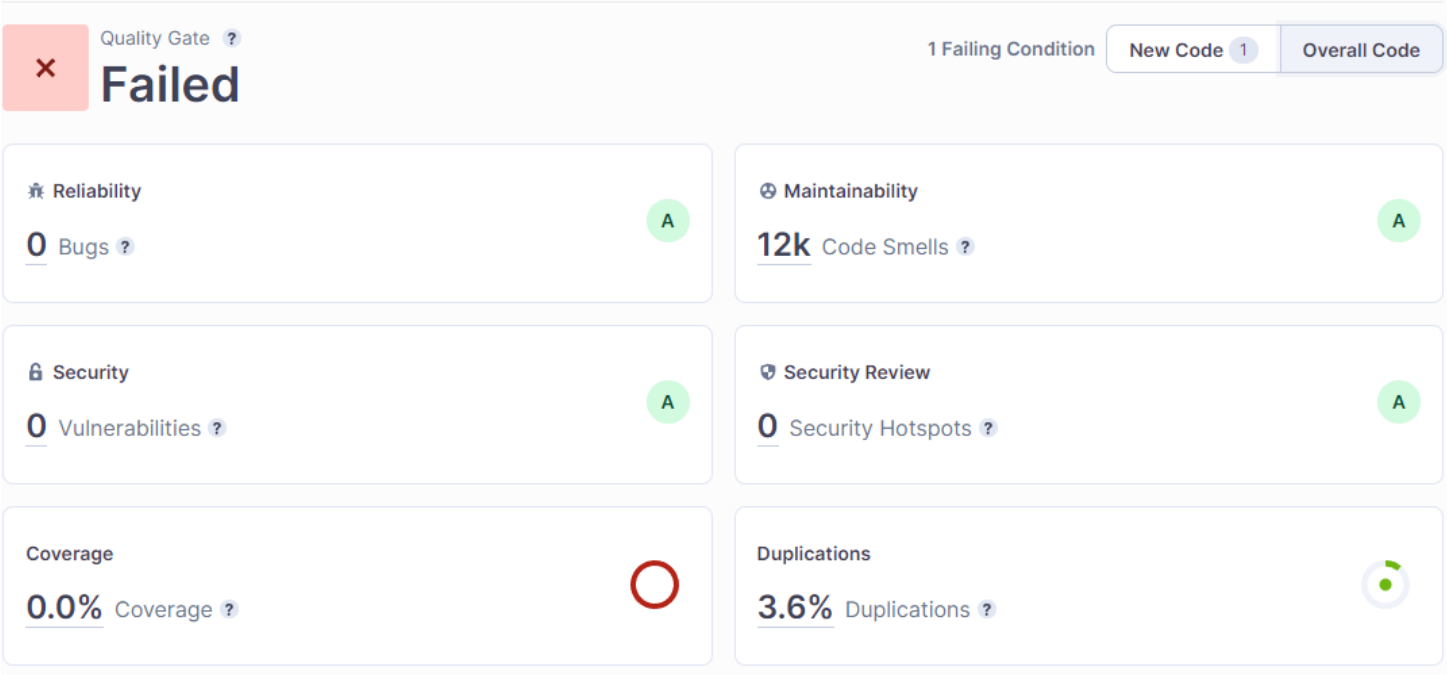 Quality Gate ?
Failed
1 Failing Condition
New Code 1
Overall Code
Reliability
0 Bugs ?
A
Maintainability
12k Code Smells ?
A
Security
0 Vulnerabilities ?
A
Security Review
0 Security Hotspots ?
A
Coverage
0.0% Coverage ?
Duplications
3.6% Duplications ?